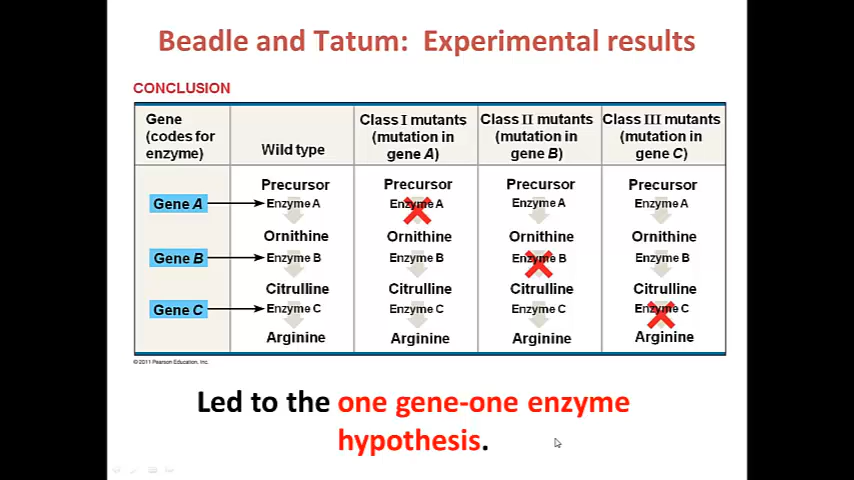 Beadle and Tatum: Experimental results
CONCLUSION
Gene
(codes for
enzyme)
Wild type
Class I mutants
(mutation in
gene A)
Class II mutants
(mutation in
gene B)
Class III mutants
(mutation in
gene C)
Precursor Precursor Precursor Precursor
Gene A Enzyme A Enzyme A Enzyme A Enzyme A
Ornithine Ornithine Ornithine Ornithine
Gene B Enzyme B Enzyme B Enzyme B Enzyme B
Citrulline Citrulline Citrulline Citrulline
Gene C Enzyme C Enzyme C Enzyme C Enzyme C
Arginine Arginine Arginine Arginine
© 2011 Pearson Education, Inc.
Led to the one gene-one enzyme
hypothesis.